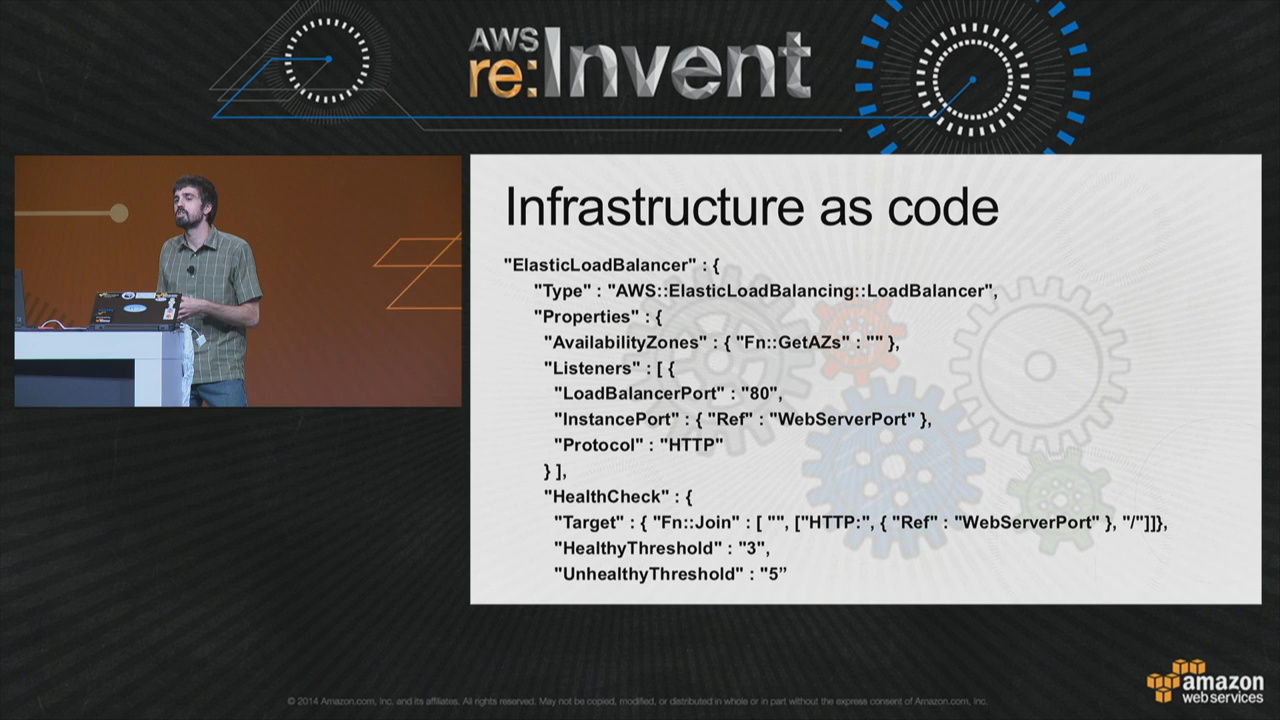 AWS
re:Invent
Infrastructure as code
"ElasticLoadBalancer" : {
"Type" : "AWS::ElasticLoadBalancing::LoadBalancer",
"Properties" : {
"AvailabilityZones" : { "Fn::GetAZs" : "" },
"Listeners" : [ {
"LoadBalancerPort" : "80",
"InstancePort" : { "Ref" : "WebServerPort" },
"Protocol" : "HTTP"
} ],
"HealthCheck" : {
"Target" : { "Fn::Join" : [ "", ["HTTP:", { "Ref" : "WebServerPort" }, "/"]]},
"HealthyThreshold" : "3",
"UnhealthyThreshold" : "5”
© 2014 Amazon.com, Inc. and its affiliates. All rights reserved. May not be copied, modified, or distributed in whole or in part without the express consent of Amazon.com, Inc.
amazon
web services